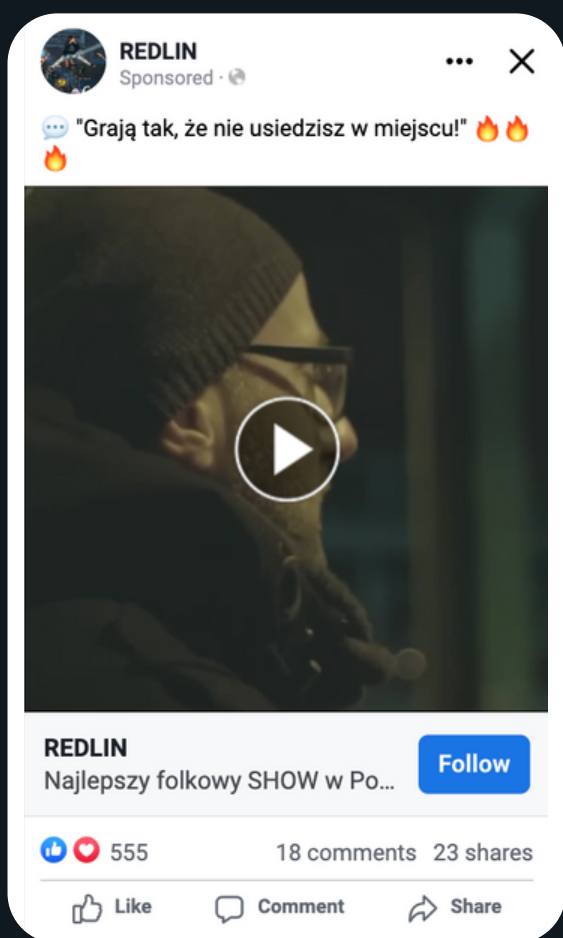 REDLIN
Sponsored ·
💬 "Grają tak, że nie usiedzisz w miejscu!" 🔥🔥
🔥
REDLIN
Najlepszy folkowy SHOW w Po...
Follow
555
18 comments 23 shares
Like
Comment
Share